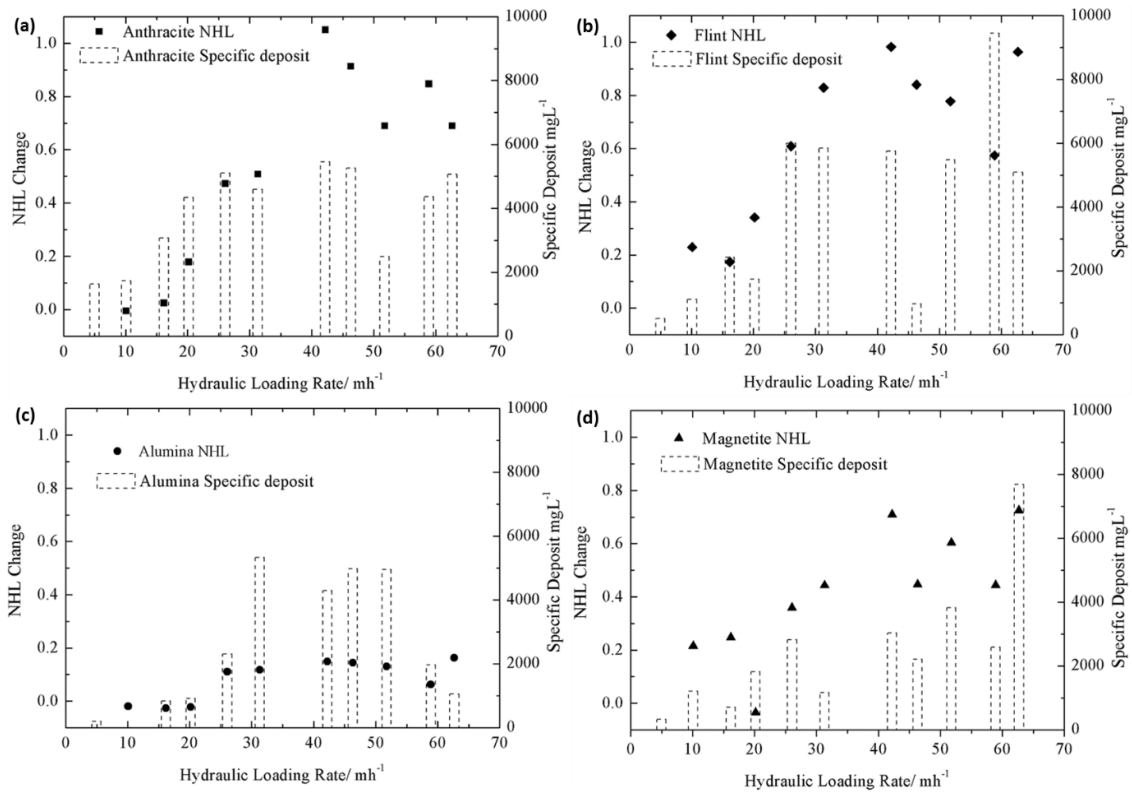 (a)
Anthracite NHL
Anthracite Specific deposit
1.0
0.8
0.6
0.4
0.2
0.0
NHL Change
10000
8000
6000
4000
2000
0
Specific Deposit mgL-1
0 10 20 30 40 50 60 70
Hydraulic Loading Rate/ mh-1
(b)
Flint NHL
Flint Specific deposit
1.0
0.8
0.6
0.4
0.2
0.0
NHL Change
10000
8000
6000
4000
2000
0
Specific Deposit mgL-1
0 10 20 30 40 50 60 70
Hydraulic Loading Rate/ mh-1
(c)
Alumina NHL
Alumina Specific deposit
1.0
0.8
0.6
0.4
0.2
0.0
NHL Change
10000
8000
6000
4000
2000
0
Specific Deposit mgL-1
0 10 20 30 40 50 60 70
Hydraulic Loading Rate/ mh-1
(d)
Magnetite NHL
Magnetite Specific deposit
1.0
0.8
0.6
0.4
0.2
0.0
NHL Change
10000
8000
6000
4000
2000
0
Specific Deposit mgL-1
0 10 20 30 40 50 60 70
Hydraulic Loading Rate/ mh-1